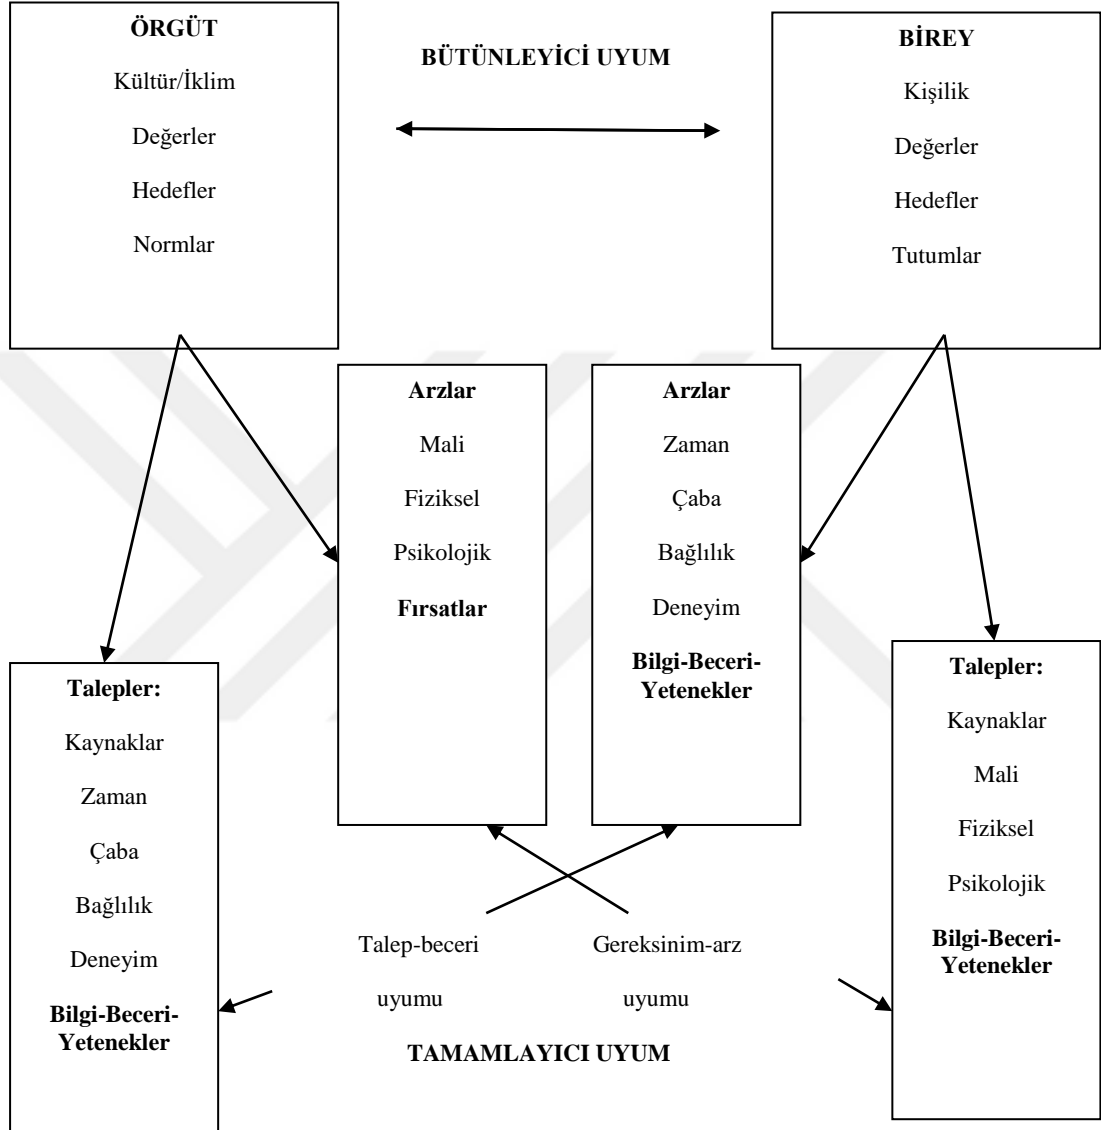 ÖRGÜT
Kültür/İklim
Değerler
Hedefler
Normlar
BÜTÜNLEYİCİ UYUM
BİREY
Kişilik
Değerler
Hedefler
Tutumlar
Arzlar
Mali
Fiziksel
Psikolojik
Fırsatlar
Arzlar
Zaman
Çaba
Bağlılık
Deneyim
Bilgi-Beceri-
Yetenekler
Talepler:
Kaynaklar
Zaman
Çaba
Bağlılık
Deneyim
Bilgi-Beceri-
Yetenekler
Talepler:
Kaynaklar
Mali
Fiziksel
Psikolojik
Bilgi-Beceri-
Yetenekler
Talep-beceri
uyumu
Gereksinim-arz
uyumu
TAMAMLAYICI UYUM